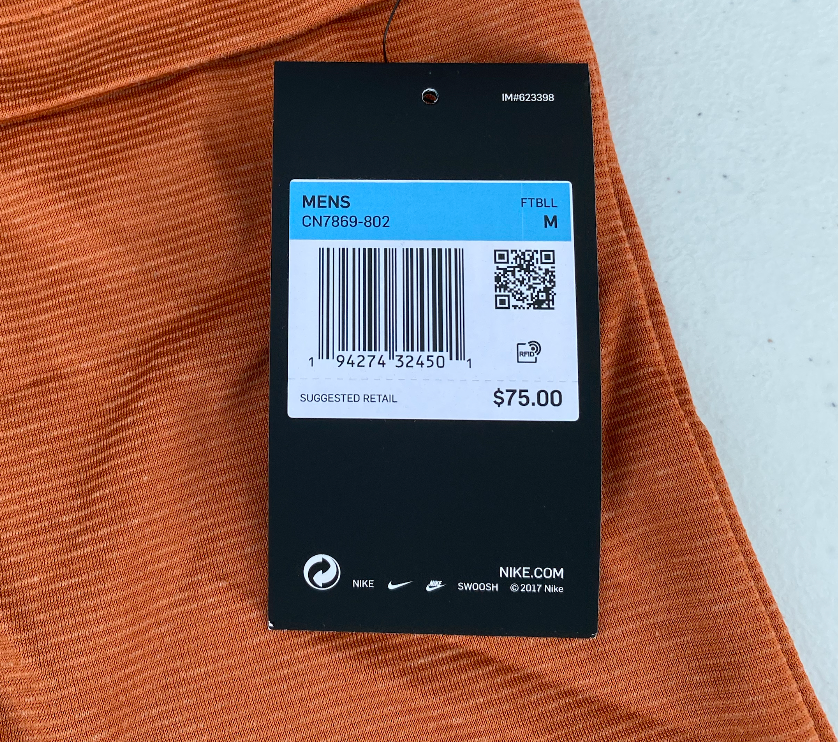 IM#623398
MENS FTBLL
CN7869-802 M
1 94274 32450 1
RFID
SUGGESTED RETAIL $75.00
NIKE.COM
NIKE NIKE SWOOSH © 2017 Nike